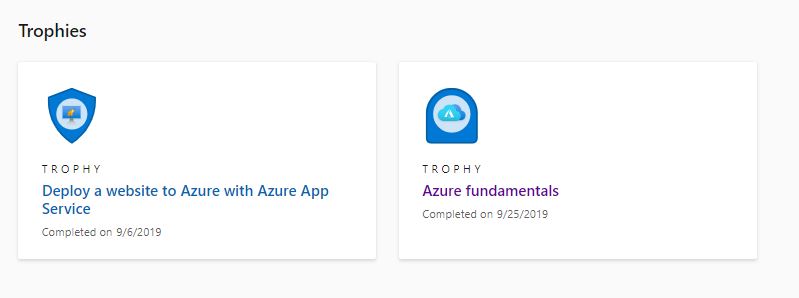 Trophies
TROPHY
Deploy a website to Azure with Azure App
Service
Completed on 9/6/2019
TROPHY
Azure fundamentals
Completed on 9/25/2019